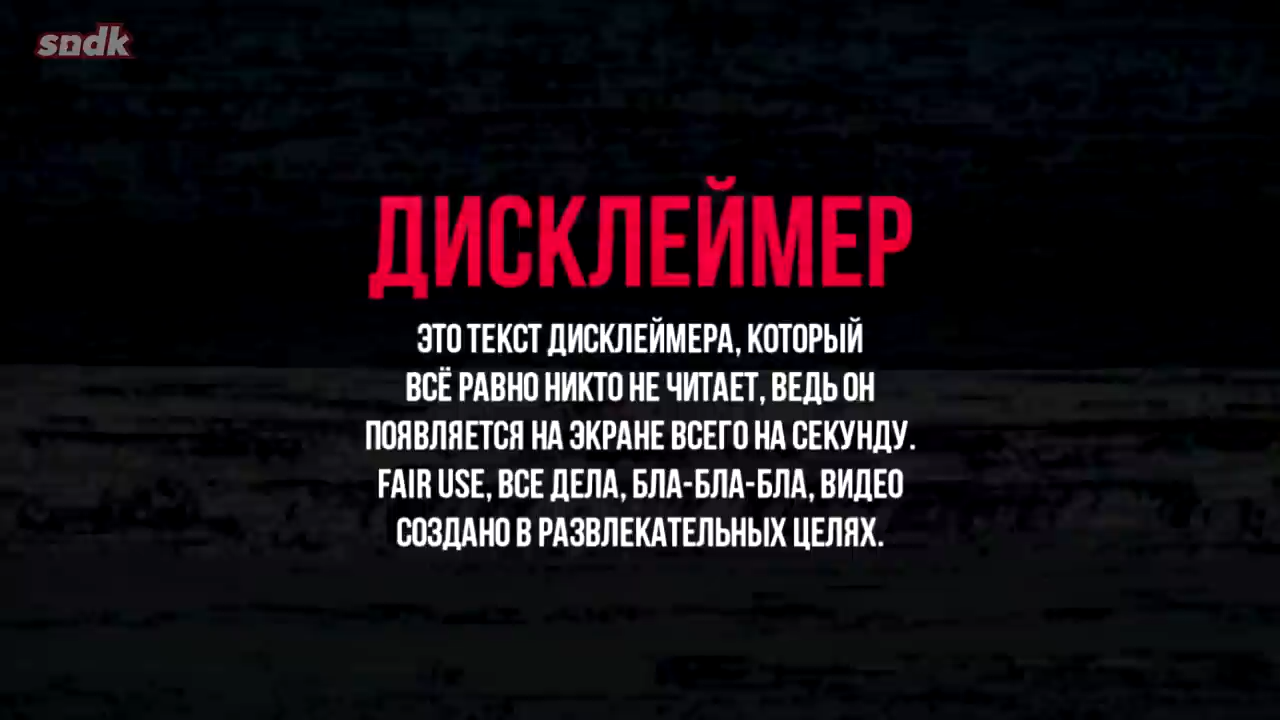 sndk
ДИСКЛЕЙМЕР
ЭТО ТЕКСТ ДИСКЛЕЙМЕРА, КОТОРЫЙ
ВСЁ РАВНО НИКТО НЕ ЧИТАЕТ, ВЕДЬ ОН
ПОЯВЛЯЕТСЯ НА ЭКРАНЕ ВСЕГО НА СЕКУНДУ.
FAIR USE, ВСЕ ДЕЛА, БЛА-БЛА-БЛА, ВИДЕО
СОЗДАНО В РАЗВЛЕКАТЕЛЬНЫХ ЦЕЛЯХ.